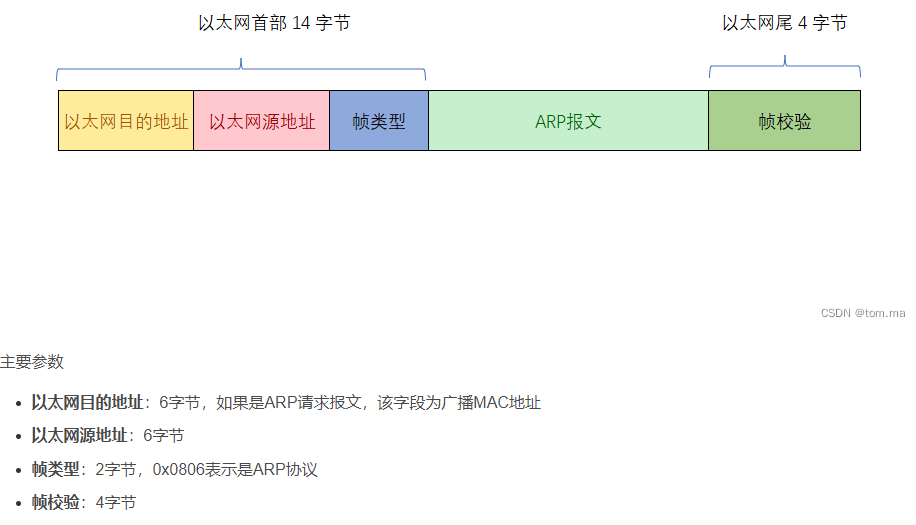 以太网首部 14 字节
以太网尾 4 字节
以太网目的地址
以太网源地址
帧类型
ARP报文
帧校验
CSDN @tom.ma
主要参数
以太网目的地址：6字节，如果是ARP请求报文，该字段为广播MAC地址
以太网源地址：6字节
帧类型：2字节，0x0806表示是ARP协议
帧校验：4字节